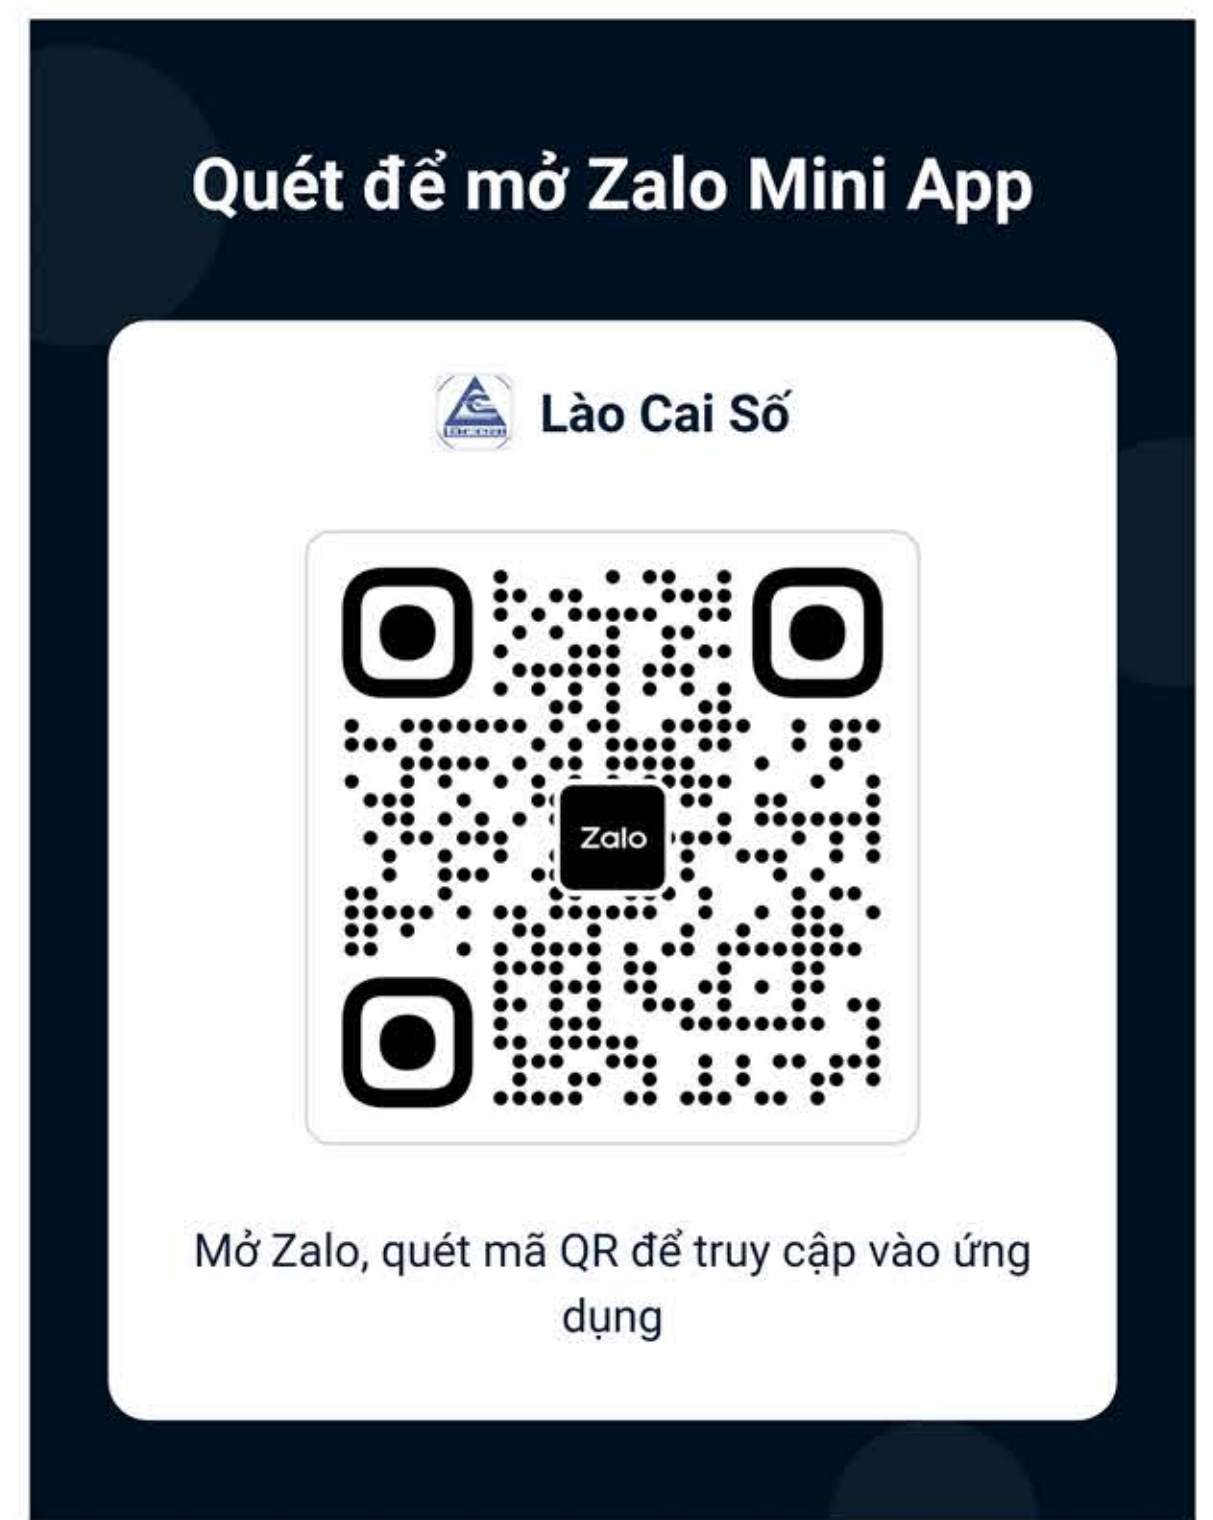 Quét để mở Zalo Mini App
Lào Cai Số
Zalo
Mở Zalo, quét mã QR để truy cập vào ứng
dụng